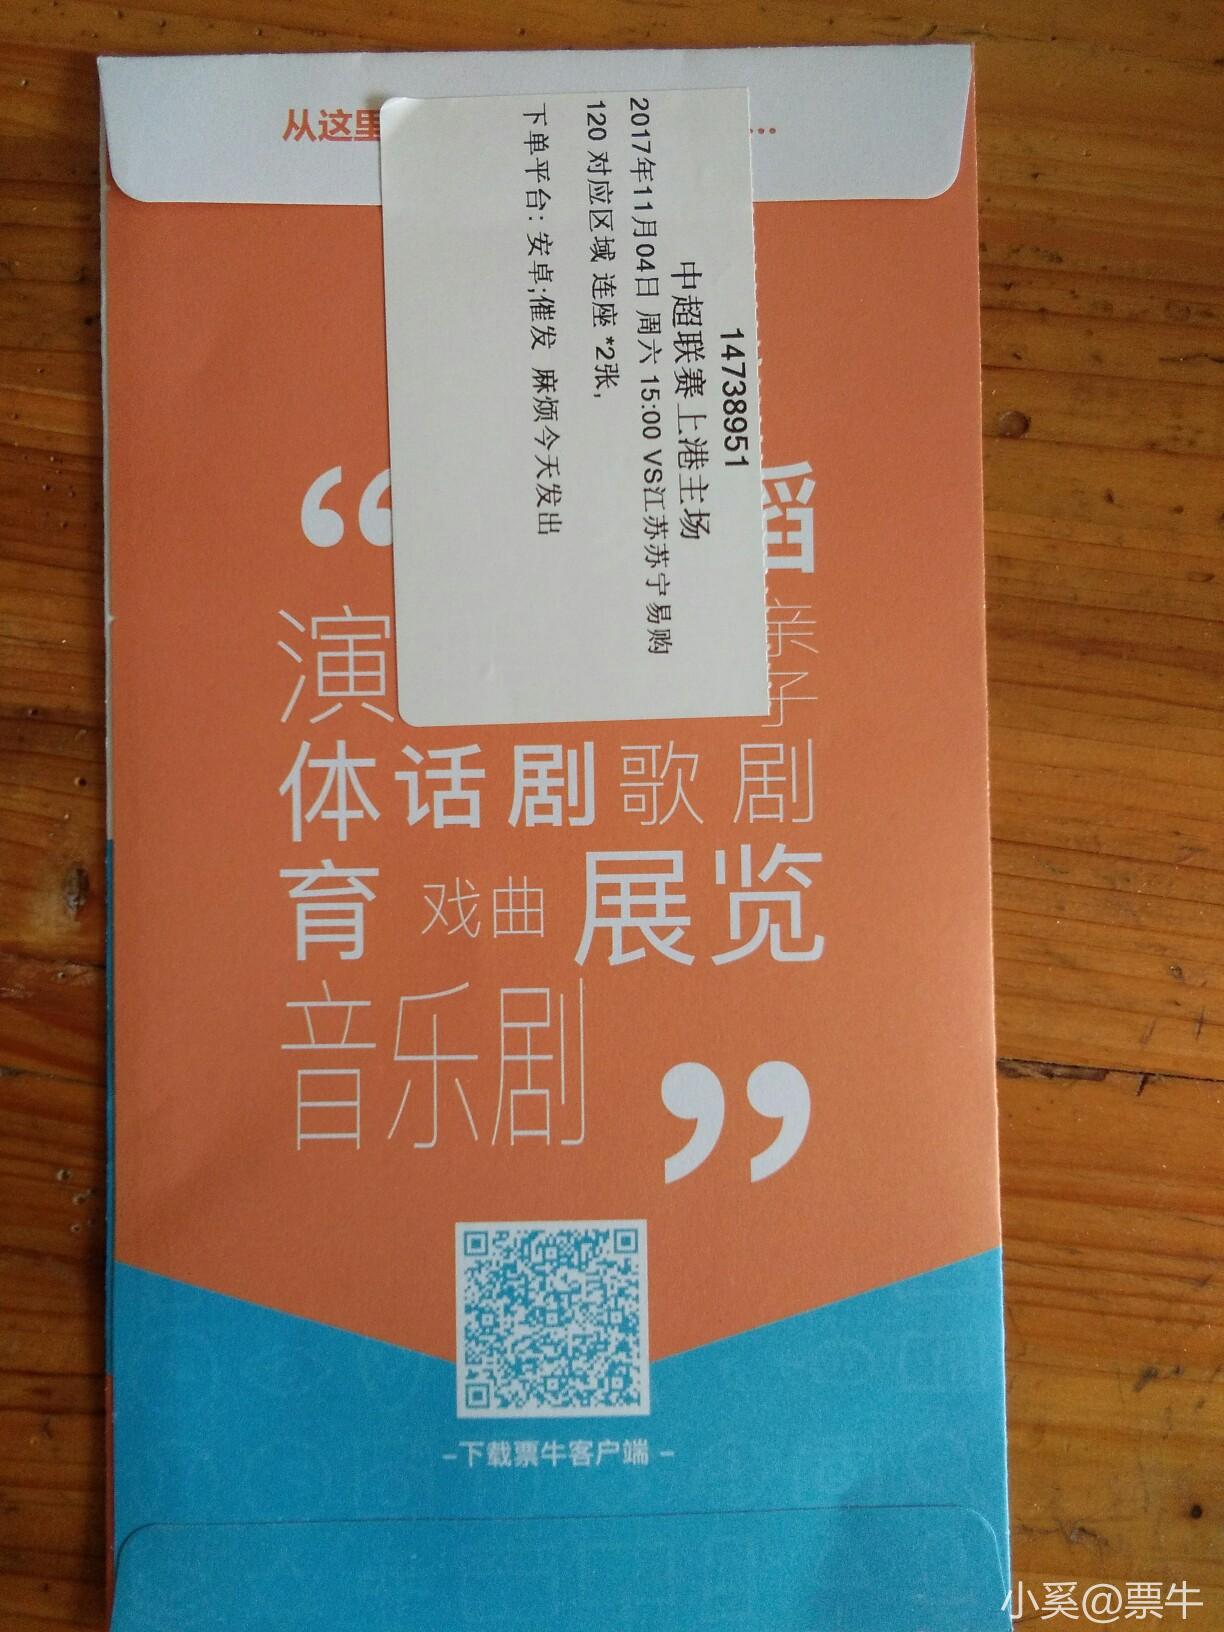 从这里
14738951
中超联赛上港主场
2017年11月04日 周六 15:00 VS江苏苏宁易购
120 对应区域 连座 *2张,
下单平台: 安卓;催发 麻烦今天发出
“
演
体 话剧 歌剧
育 戏曲 展览
音乐剧
”
-下载票牛客户端-
小奚@票牛